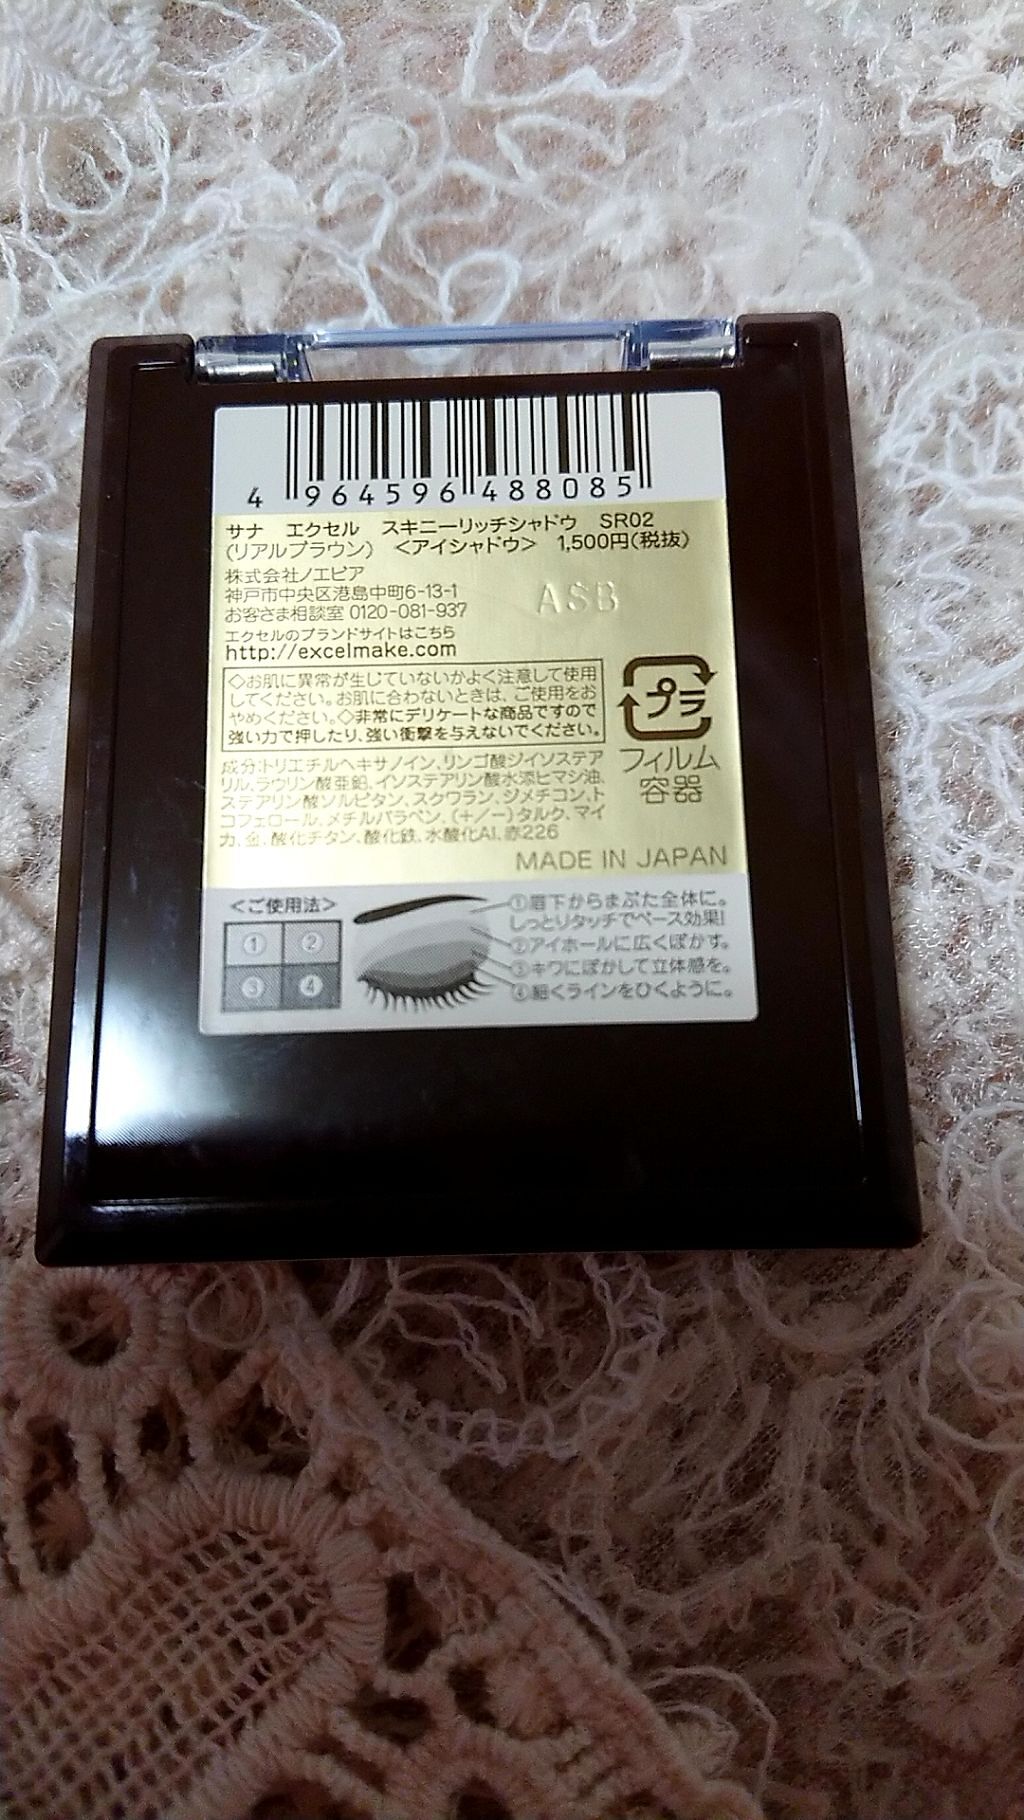 4 964596 488085
サナ エクセル スキニーリッチシャドウ SR02
(リアルブラウン) <アイシャドウ> 1,500円(税抜)
株式会社ノエビア
神戸市中央区港島中町6-13-1
お客さま相談室 0120-081-937
ASB
エクセルのブランドサイトはこちら
http://excelmake.com
◇お肌に異常が生じていないかよく注意して使用
してください。お肌に合わないときは、ご使用をお
やめください。◇非常にデリケートな商品ですので
強い力で押したり、強い衝撃を与えないでください。
プラ
フィルム
容器
成分:トリエチルヘキサノイン、リンゴ酸ジイソステア
リル、ラウリン酸亜鉛、イソステアリン酸水添ヒマシ油、
ステアリン酸ソルビタン、スクワラン、ジメチコン、ト
コフェロール、メチルパラベン、(+/-)タルク、マイ
カ、金、酸化チタン、酸化鉄、水酸化Al、赤226
MADE IN JAPAN
<ご使用法>
① ②
③ ④
①眉下からまぶた全体に。
しっとりタッチでベース効果!
②アイホールに広くぼかす。
③キワにぼかして立体感を。
④細くラインをひくように。